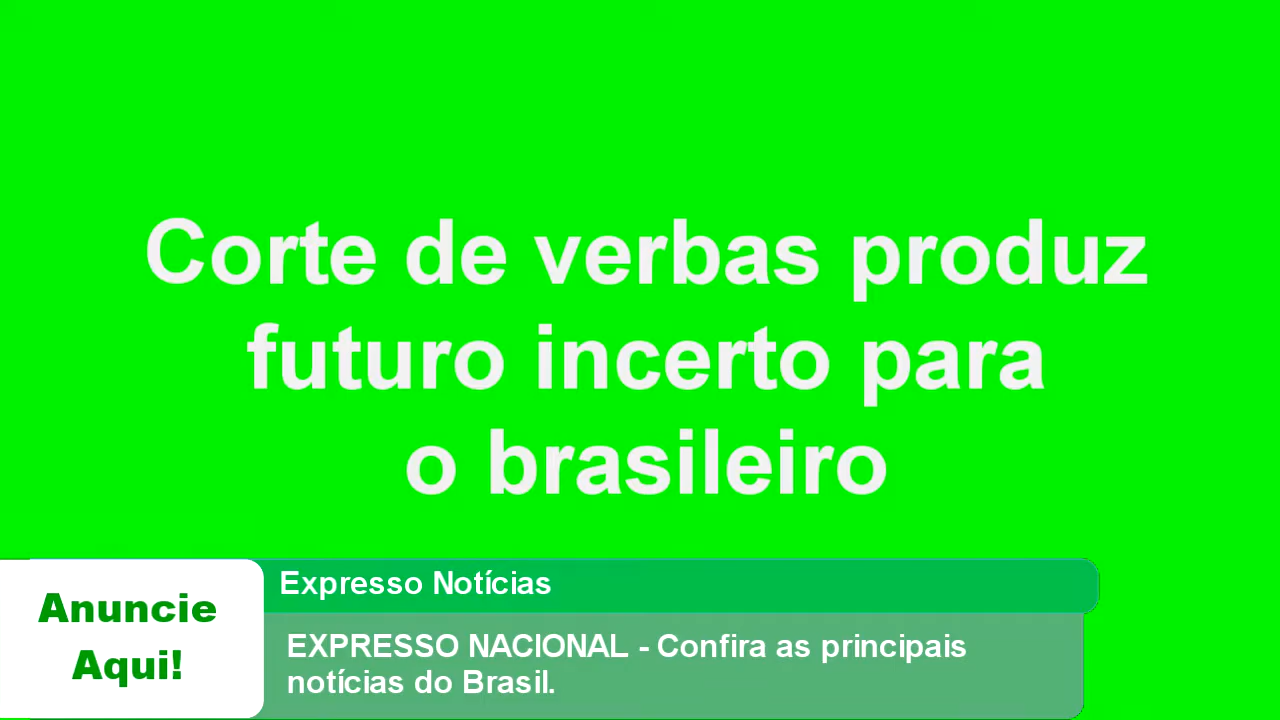 Corte de verbas produz
futuro incerto para
o brasileiro
Expresso Notícias
Anuncie
Aqui!
EXPRESSO NACIONAL - Confira as principais
notícias do Brasil.